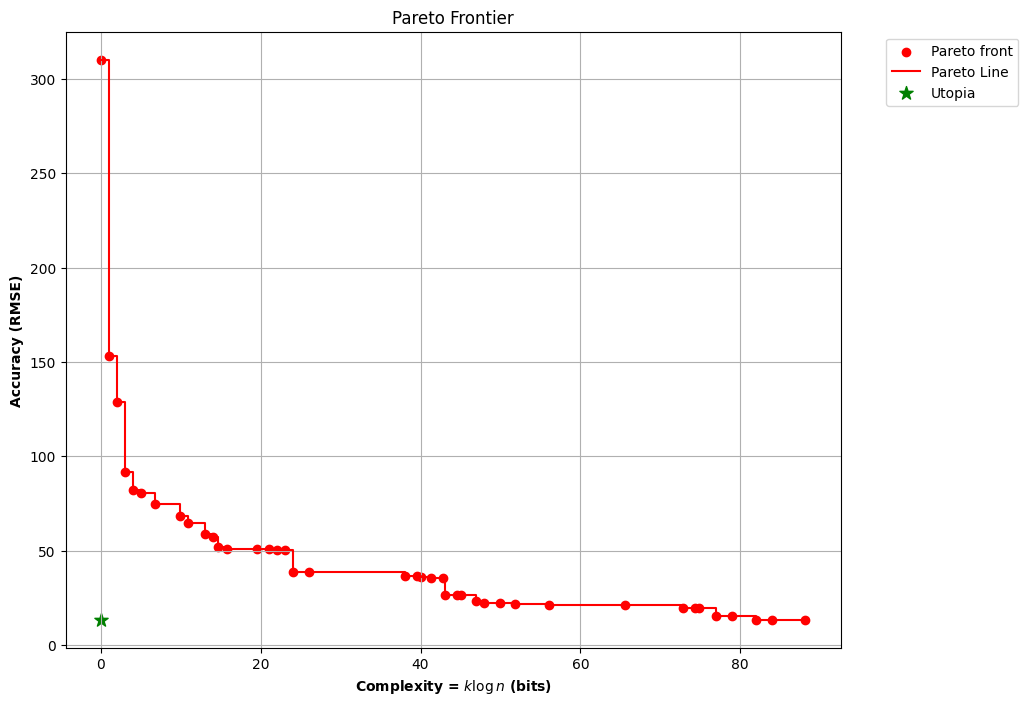 Pareto Frontier
Pareto front
Pareto Line
Utopia
300
250
200
150
100
50
0
Accuracy (RMSE)
0 20 40 60 80
Complexity = k log n (bits)